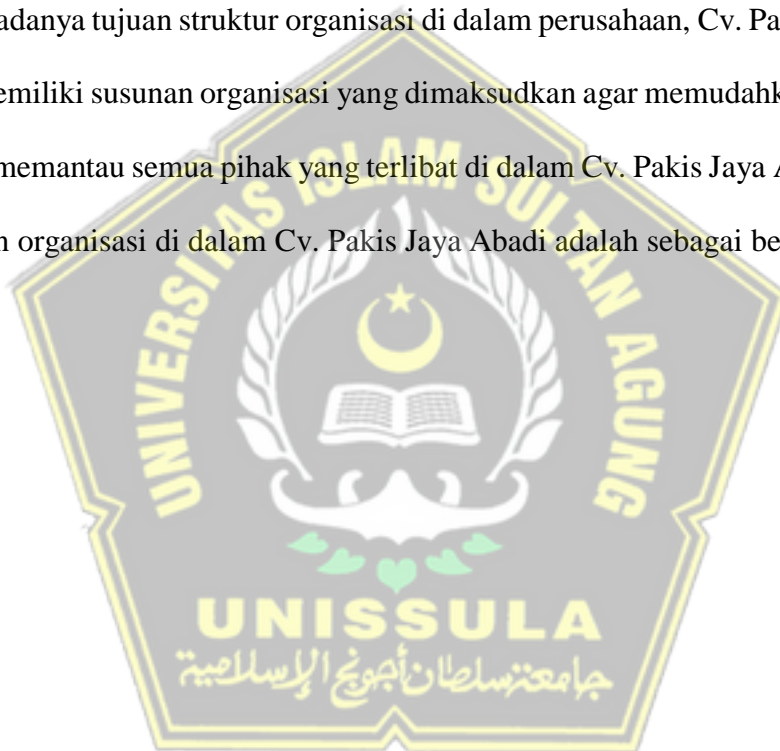 adanya tujuan struktur organisasi di dalam perusahaan, Cv. Pa
emiliki susunan organisasi yang dimaksudkan agar memudahk
memantau semua pihak yang terlibat di dalam Cv. Pakis Jaya A
n organisasi di dalam Cv. Pakis Jaya Abadi adalah sebagai be
UNIVERSITAS ISLAM SULTAN AGUNG
UNISSULA
جامعة سلطان أجونج الإسلامية